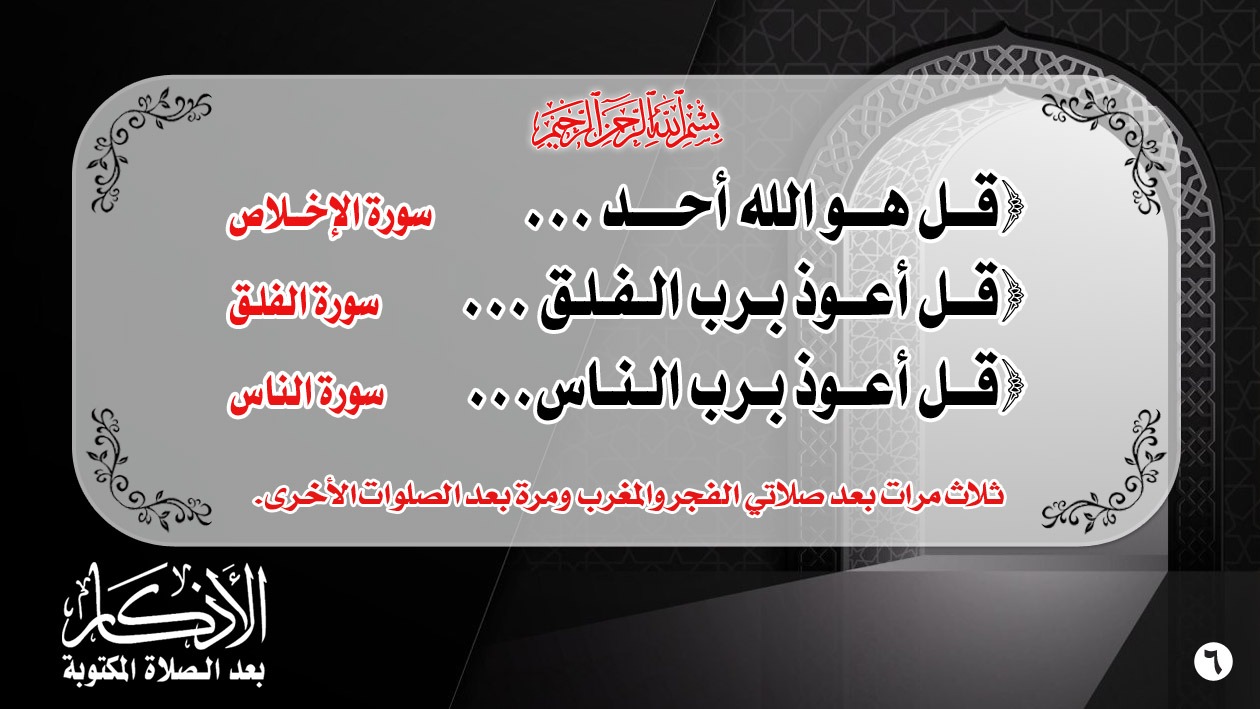 بسم الله الرحمن الرحيم
﴿قل هو الله أحد ... سورة الإخلاص
﴿قل أعوذ برب الفلق ... سورة الفلق
﴿قل أعوذ برب الناس... سورة الناس
ثلاث مرات بعد صلاتي الفجر والمغرب ومرة بعد الصلوات الأخرى.
الأذكار
بعد الصلاة المكتوبة
٦